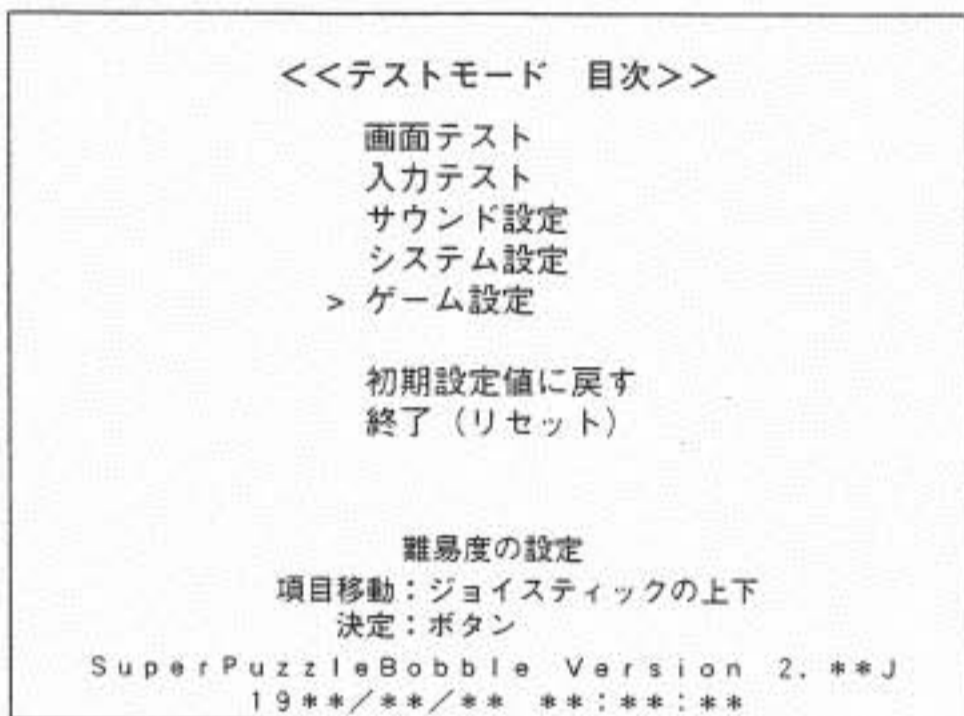 <<テストモード　目次>>
画面テスト
入力テスト
サウンド設定
システム設定
> ゲーム設定
初期設定値に戻す
終了（リセット）
難易度の設定
項目移動：ジョイスティックの上下
決定：ボタン
SuperPuzzleBobble Version 2.**J
19**/**/** **:**:**